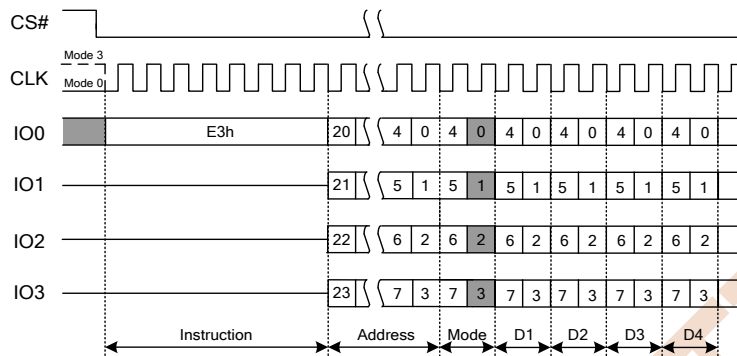 CS#
Mode 3
CLK
Mode 0
IO0 E3h 20 4 0 4 0 4 0 4 0 4 0 4 0
IO1 21 5 1 5 1 5 1 5 1 5 1 5 1
IO2 22 6 2 6 2 6 2 6 2 6 2 6 2
IO3 23 7 3 7 3 7 3 7 3 7 3 7 3
Instruction Address Mode D1 D2 D3 D4